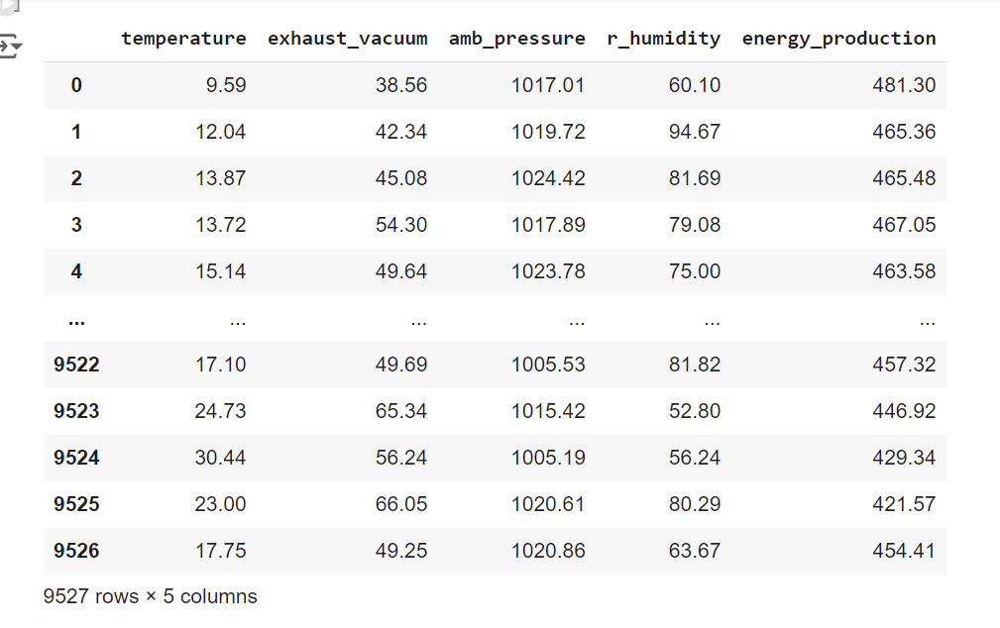 temperature exhaust_vacuum amb_pressure r_humidity energy_production
0 9.59 38.56 1017.01 60.10 481.30
1 12.04 42.34 1019.72 94.67 465.36
2 13.87 45.08 1024.42 81.69 465.48
3 13.72 54.30 1017.89 79.08 467.05
4 15.14 49.64 1023.78 75.00 463.58
... ... ... ... ... ...
9522 17.10 49.69 1005.53 81.82 457.32
9523 24.73 65.34 1015.42 52.80 446.92
9524 30.44 56.24 1005.19 56.24 429.34
9525 23.00 66.05 1020.61 80.29 421.57
9526 17.75 49.25 1020.86 63.67 454.41
9527 rows × 5 columns